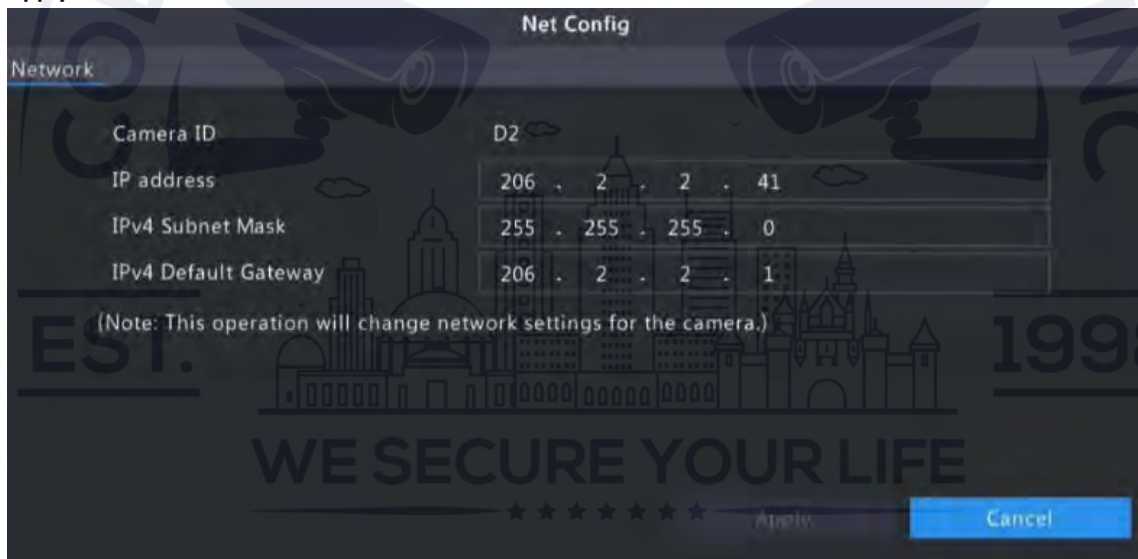 Net Config
Network
Camera ID D2
IP address 206 . 2 . 2 . 41
IPv4 Subnet Mask 255 . 255 . 255 . 0
IPv4 Default Gateway 206 . 2 . 2 . 1
(Note: This operation will change network settings for the camera.)
EST. 199
WE SECURE YOUR LIFE
Apply Cancel